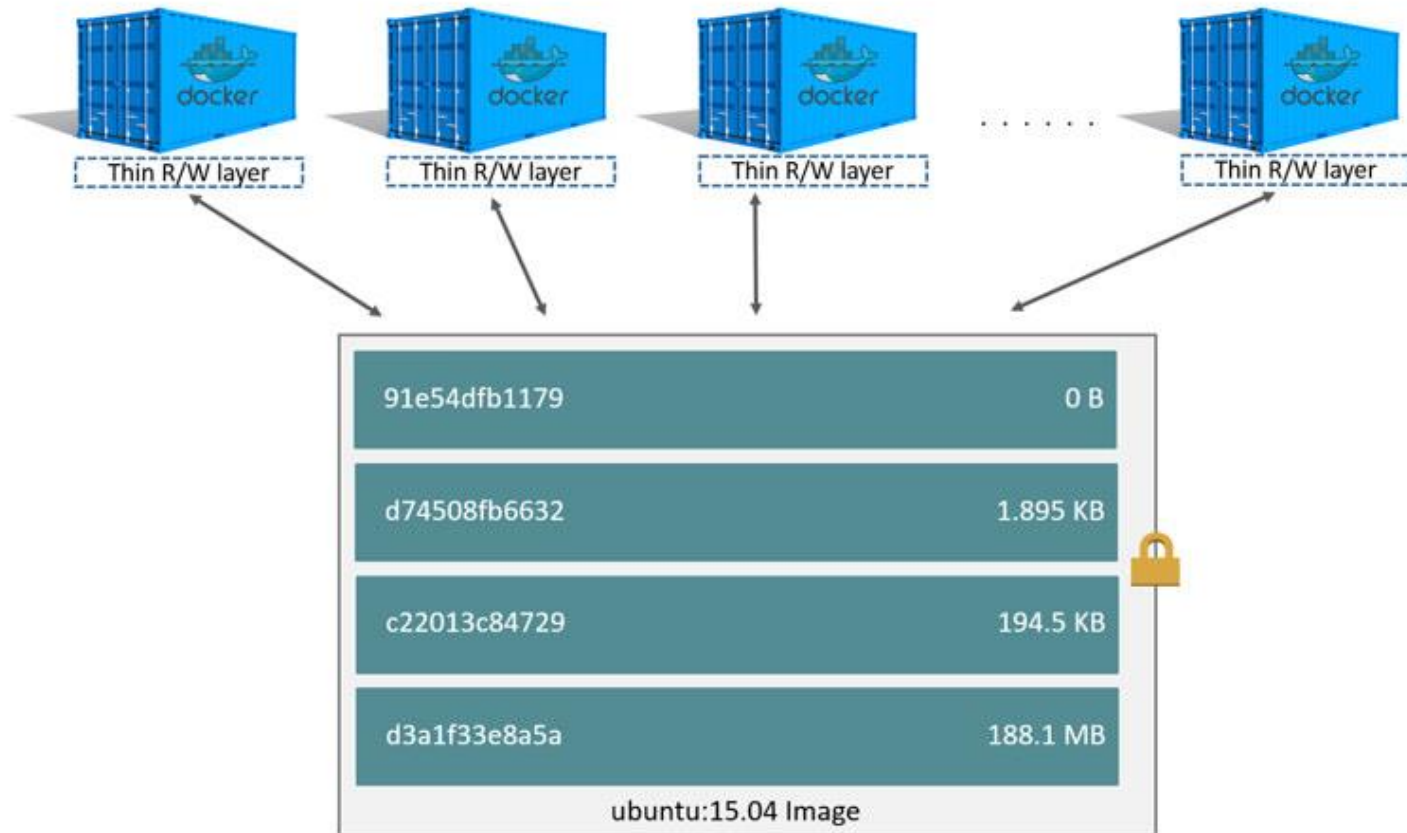 docker
docker
docker
docker
. . . . . .
Thin R/W layer
Thin R/W layer
Thin R/W layer
Thin R/W layer
91e54dfb1179 0 B
d74508fb6632 1.895 KB
c22013c84729 194.5 KB
d3a1f33e8a5a 188.1 MB
ubuntu:15.04 Image